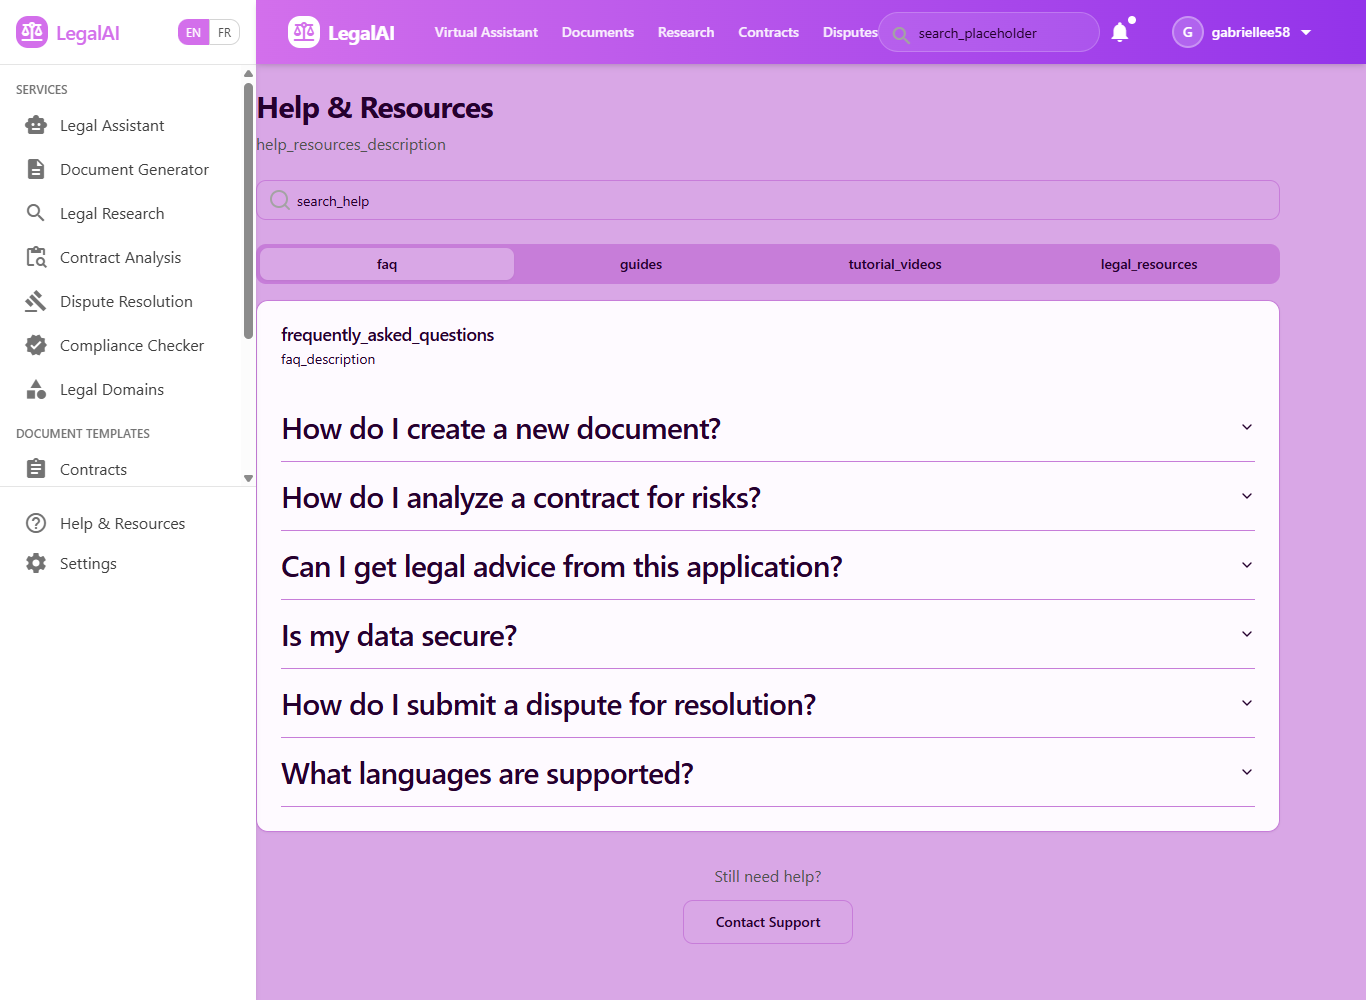 LegalAI
EN FR
SERVICES
Legal Assistant
Document Generator
Legal Research
Contract Analysis
Dispute Resolution
Compliance Checker
Legal Domains
DOCUMENT TEMPLATES
Contracts
Help & Resources
Settings
LegalAI Virtual Assistant Documents Research Contracts Disputes search_placeholder G gabriellee58
Help & Resources
help_resources_description
search_help
faq guides tutorial_videos legal_resources
frequently_asked_questions
faq_description
How do I create a new document?
How do I analyze a contract for risks?
Can I get legal advice from this application?
Is my data secure?
How do I submit a dispute for resolution?
What languages are supported?
Still need help?
Contact Support